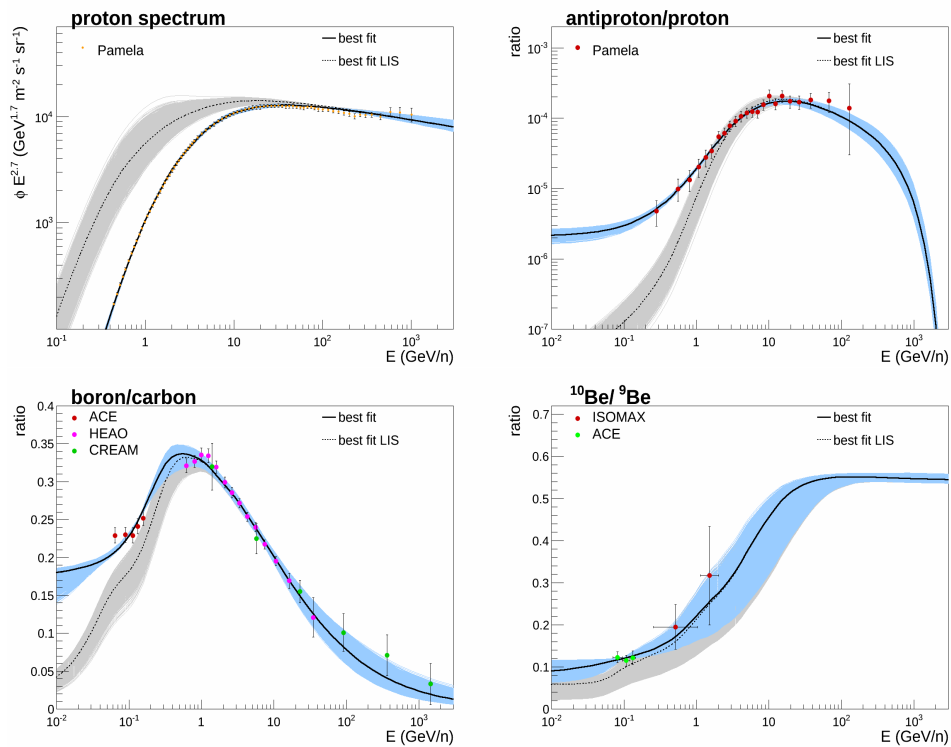 proton spectrum
ϕ E^2.7 (GeV^1.7 m^-2 s^-1 sr^-1)
Pamela
best fit
best fit LIS
10^4
10^3
10^-1 1 10 10^2 10^3
E (GeV/n)
antiproton/proton
ratio
Pamela
best fit
best fit LIS
10^-3
10^-4
10^-5
10^-6
10^-7
10^-2 10^-1 1 10 10^2 10^3
E (GeV/n)
boron/carbon
ratio
ACE
HEAO
CREAM
best fit
best fit LIS
0.4
0.35
0.3
0.25
0.2
0.15
0.1
0.05
0
10^-2 10^-1 1 10 10^2 10^3
E (GeV/n)
^10Be/ ^9Be
ratio
ISOMAX
ACE
best fit
best fit LIS
0.7
0.6
0.5
0.4
0.3
0.2
0.1
0
10^-2 10^-1 1 10 10^2 10^3
E (GeV/n)